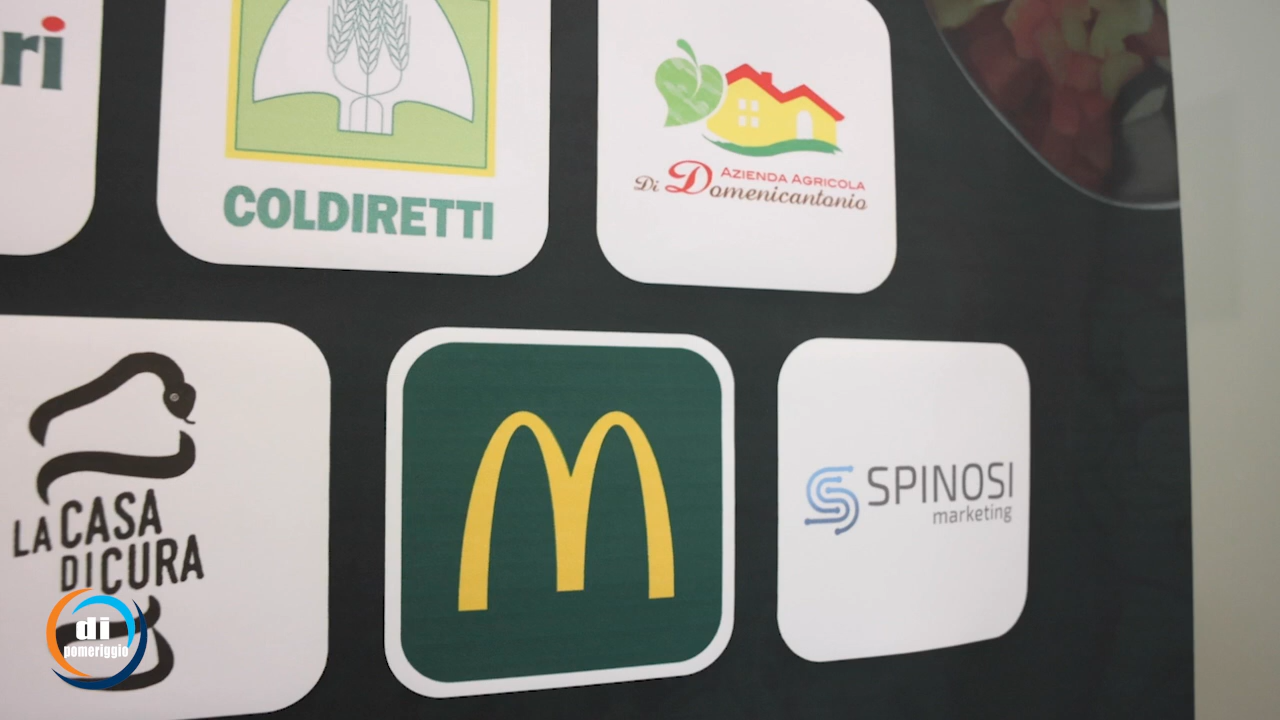 ri
COLDIRETTI
AZIENDA AGRICOLA
Di Domenicantonio
LA CASA
DI CURA
SPINOSI
marketing
di
pomeriggio